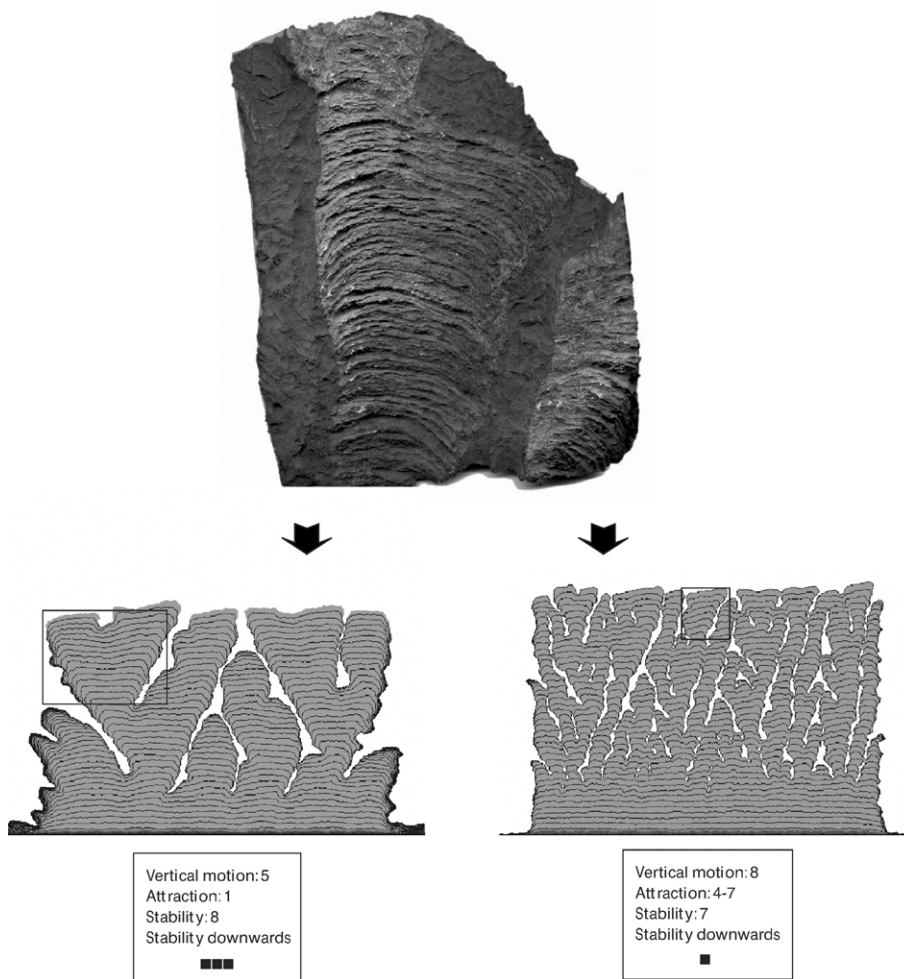 Vertical motion: 5
Attraction: 1
Stability: 8
Stability downwards
Vertical motion: 8
Attraction: 4-7
Stability: 7
Stability downwards